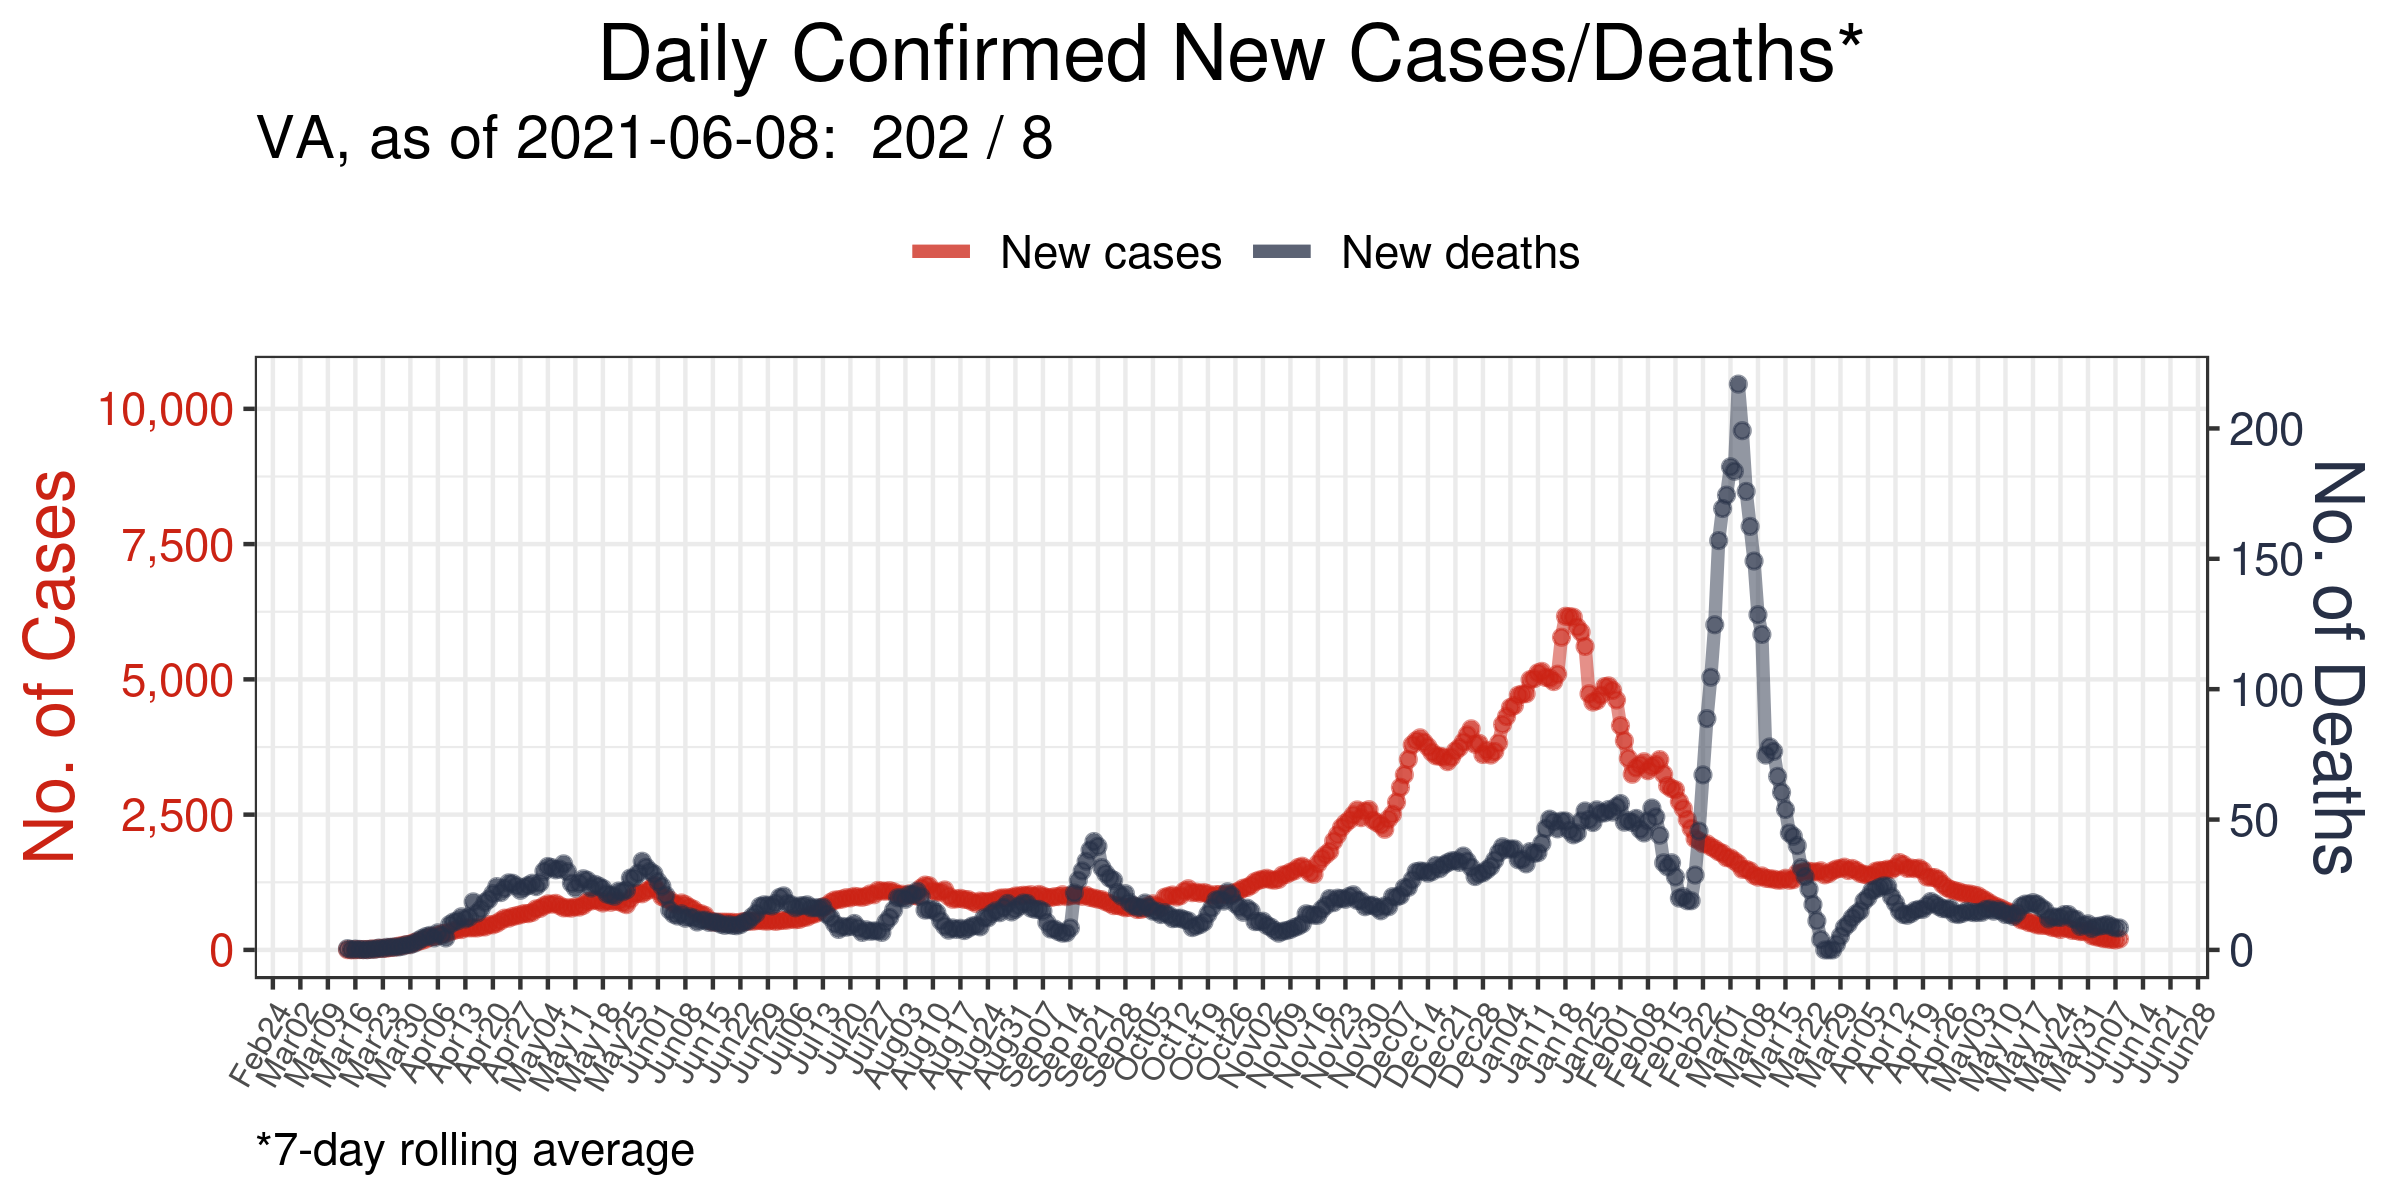 Daily Confirmed New Cases/Deaths*
VA, as of 2021-06-08:  202 / 8
New cases
New deaths
No. of Cases
10,000
7,500
5,000
2,500
0
No. of Deaths
200
150
100
50
0
Feb24
Mar02
Mar09
Mar16
Mar23
Mar30
Apr06
Apr13
Apr20
Apr27
May04
May11
May18
May25
Jun01
Jun08
Jun15
Jun22
Jun29
Jul06
Jul13
Jul20
Jul27
Aug03
Aug10
Aug17
Aug24
Aug31
Sep07
Sep14
Sep21
Sep28
Oct05
Oct12
Oct19
Oct26
Nov02
Nov09
Nov16
Nov23
Nov30
Dec07
Dec14
Dec21
Dec28
Jan04
Jan11
Jan18
Jan25
Feb01
Feb08
Feb15
Feb22
Mar01
Mar08
Mar15
Mar22
Mar29
Apr05
Apr12
Apr19
Apr26
May03
May10
May17
May24
May31
Jun07
Jun14
Jun21
Jun28
*7-day rolling average